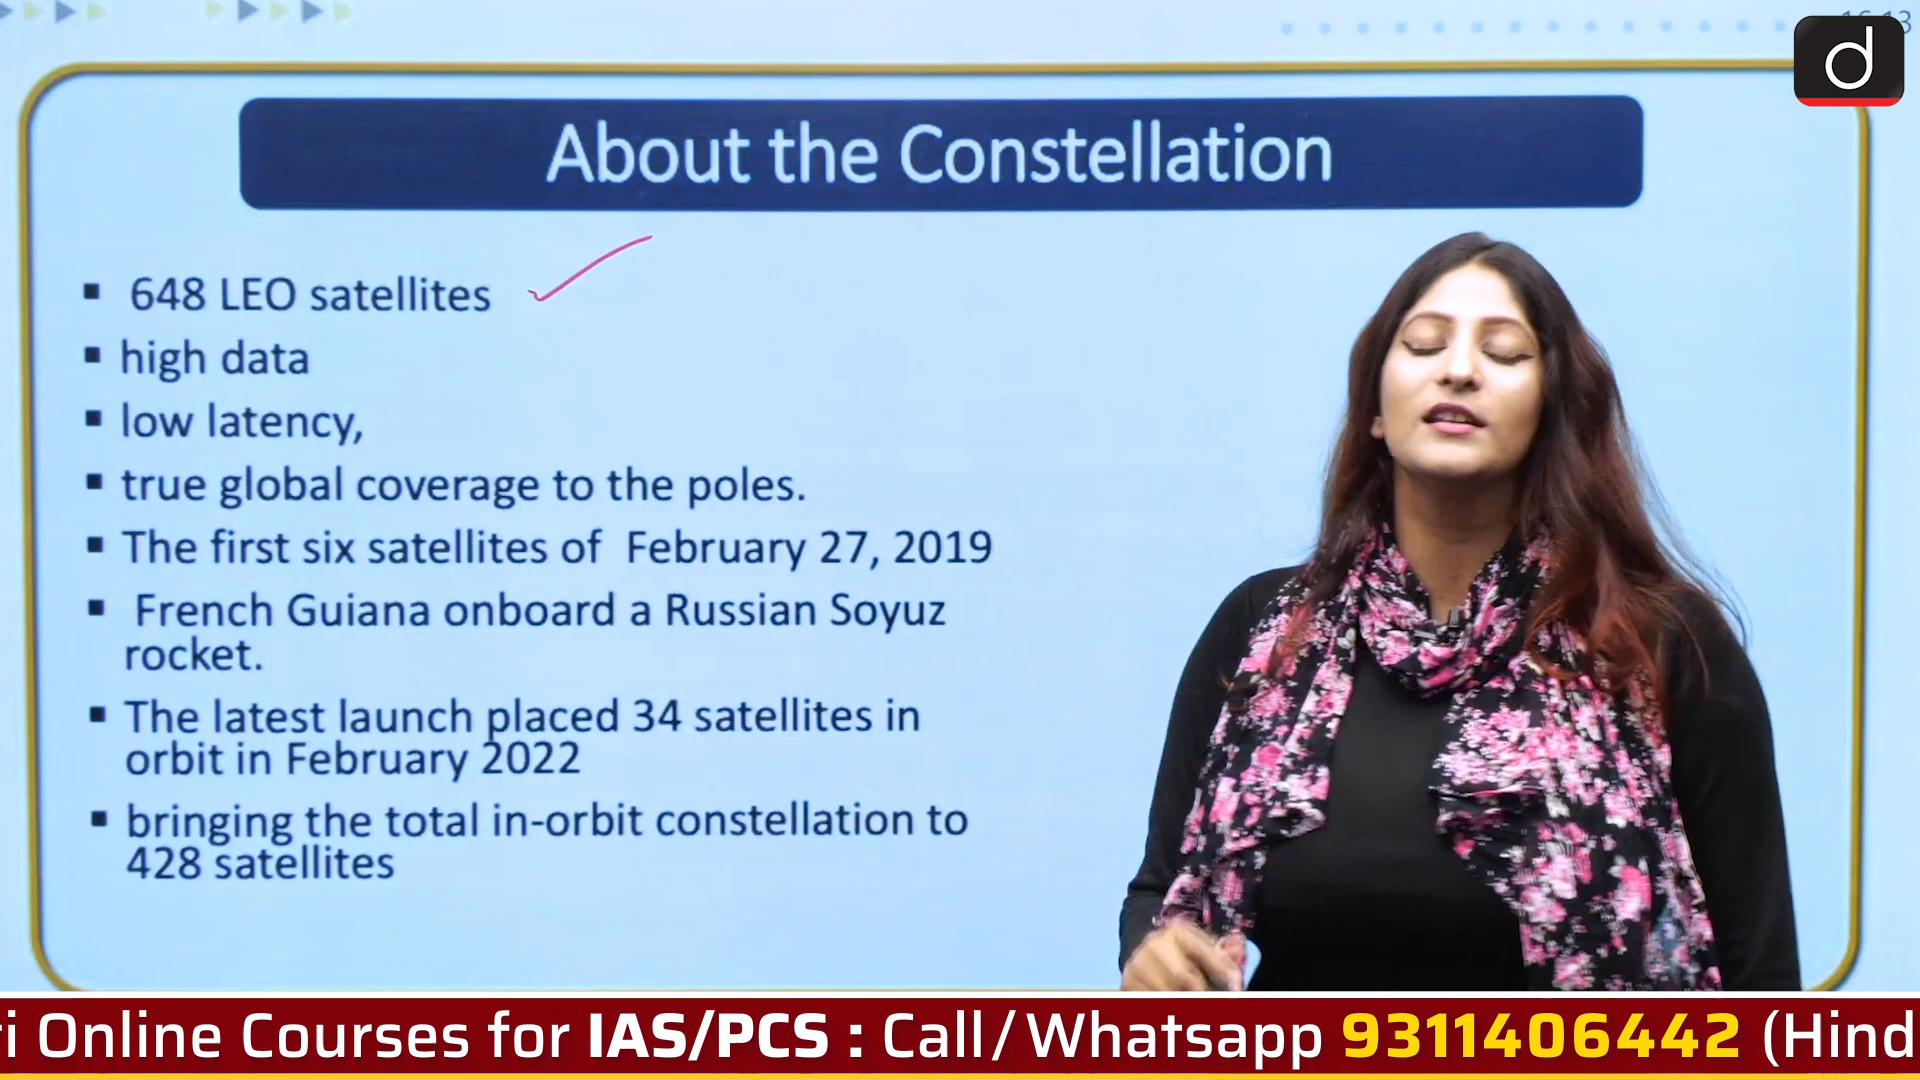 d
About the Constellation
648 LEO satellites
high data
low latency,
true global coverage to the poles.
The first six satellites of February 27, 2019
French Guiana onboard a Russian Soyuz
rocket.
The latest launch placed 34 satellites in
orbit in February 2022
bringing the total in-orbit constellation to
428 satellites
ri Online Courses for IAS/PCS : Call/Whatsapp 9311406442 (Hind